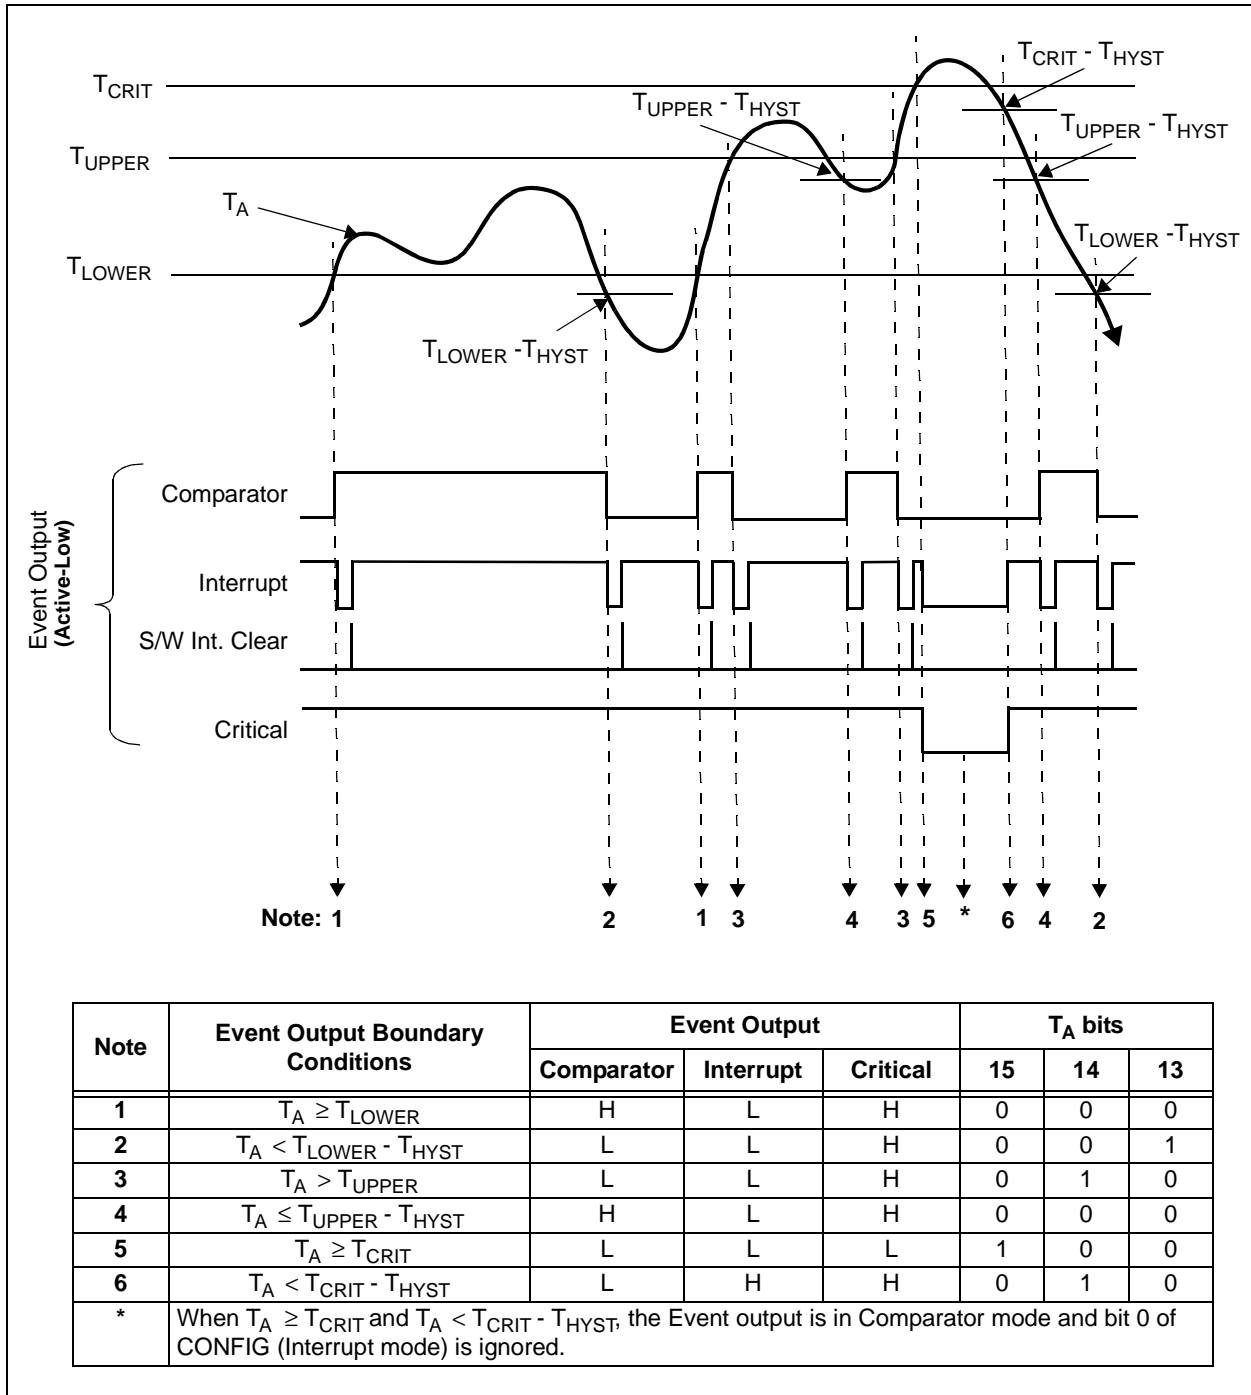 T_CRIT - T_HYST
T_CRIT
T_UPPER - T_HYST
T_UPPER - T_HYST
T_UPPER
T_A
T_LOWER -T_HYST
T_LOWER
T_LOWER -T_HYST
Event Output
(Active-Low)
Comparator
Interrupt
S/W Int. Clear
Critical
Note: 1 2 1 3 4 3 5 * 6 4 2
Note Event Output Boundary Conditions Event Output T_A bits
Comparator Interrupt Critical 15 14 13
1 T_A ≥ T_LOWER H L H 0 0 0
2 T_A < T_LOWER - T_HYST L L H 0 0 1
3 T_A > T_UPPER L L H 0 1 0
4 T_A ≤ T_UPPER - T_HYST H L H 0 0 0
5 T_A ≥ T_CRIT L L L 1 0 0
6 T_A < T_CRIT - T_HYST L H H 0 1 0
* When T_A ≥ T_CRIT and T_A < T_CRIT - T_HYST, the Event output is in Comparator mode and bit 0 of
CONFIG (Interrupt mode) is ignored.